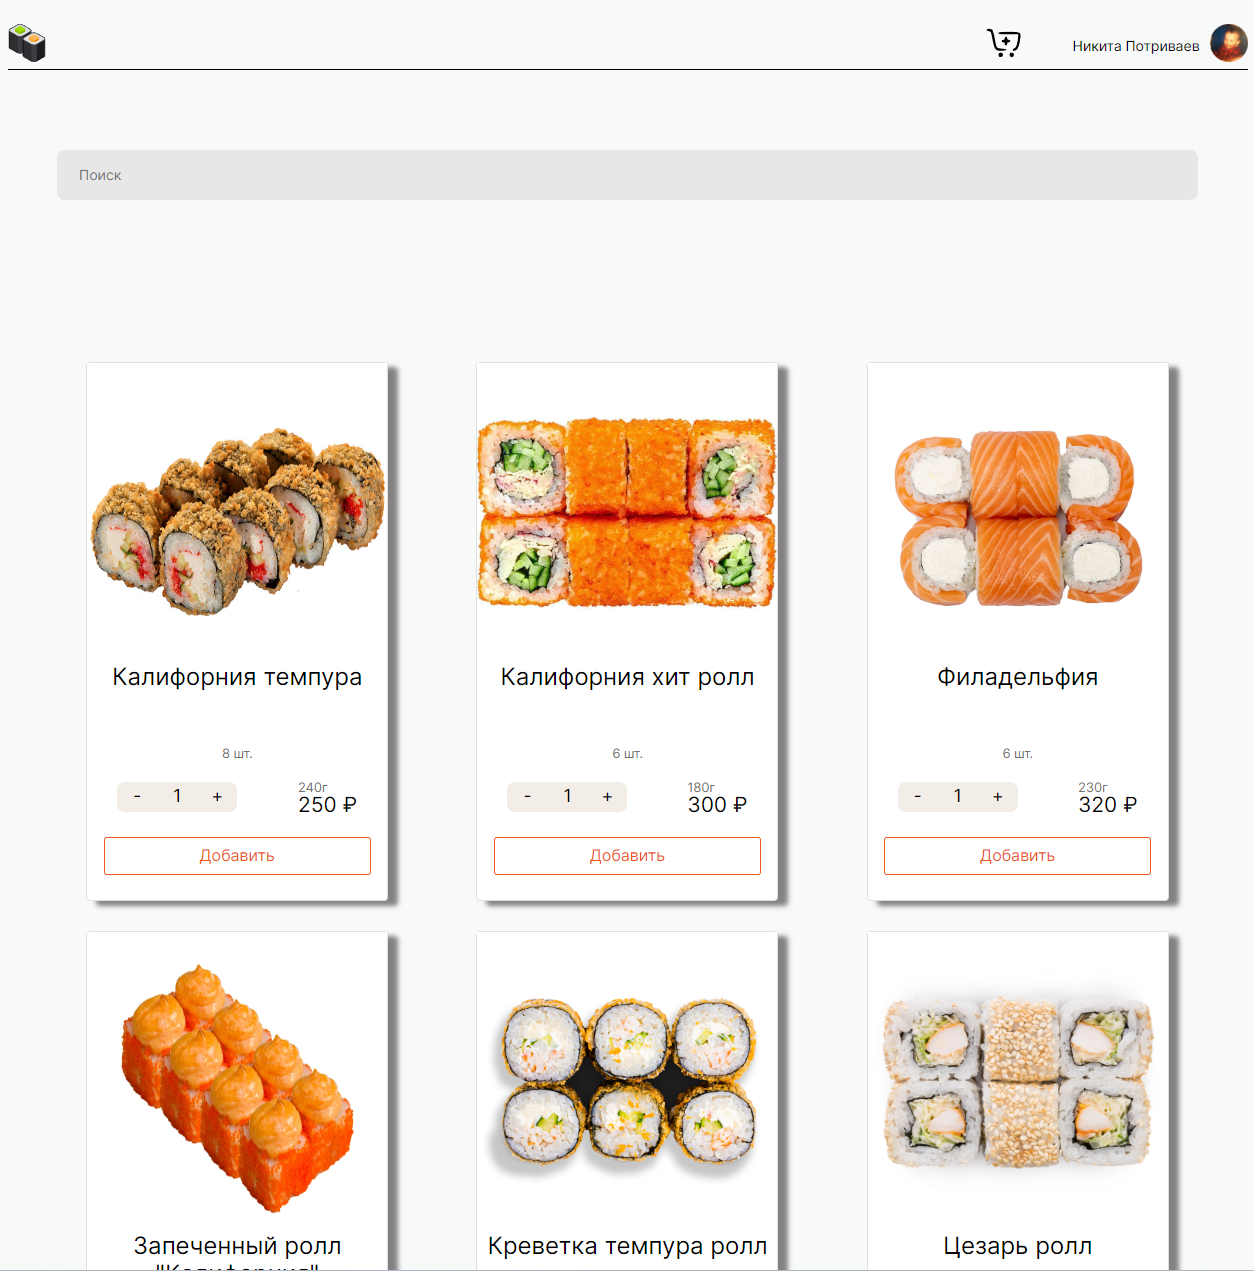 Никита Потриваев
Поиск
Калифорния темпура
8 шт.
- 1 +
240г
250 ₽
Добавить
Калифорния хит ролл
6 шт.
- 1 +
180г
300 ₽
Добавить
Филадельфия
6 шт.
- 1 +
230г
320 ₽
Добавить
Запеченный ролл
"Калифорния"
Креветка темпура ролл
Цезарь ролл